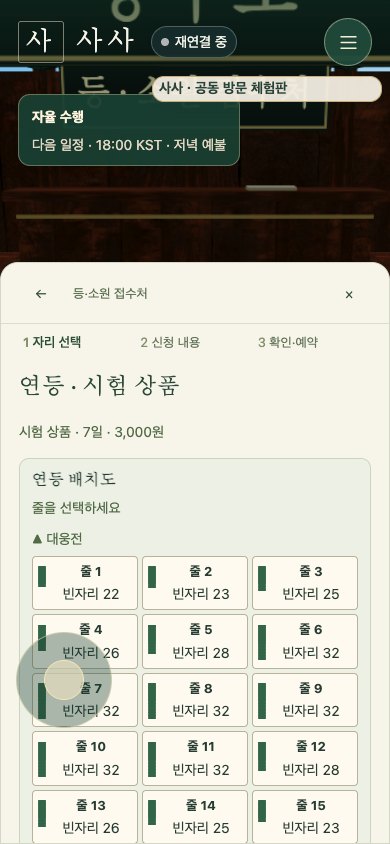 사 사사 재연결 중
사사 · 공동 방문 체험판
자율 수행
다음 일정 · 18:00 KST · 저녁 예불
← 등·소원 접수처 ×
1 자리 선택 2 신청 내용 3 확인·예약
연등 · 시험 상품
시험 상품 · 7일 · 3,000원
연등 배치도
줄을 선택하세요
▲ 대웅전
줄 1 줄 2 줄 3
빈자리 22 빈자리 23 빈자리 25
줄 4 줄 5 줄 6
빈자리 26 빈자리 28 빈자리 32
줄 7 줄 8 줄 9
빈자리 32 빈자리 32 빈자리 32
줄 10 줄 11 줄 12
빈자리 32 빈자리 32 빈자리 28
줄 13 줄 14 줄 15
빈자리 26 빈자리 25 빈자리 23